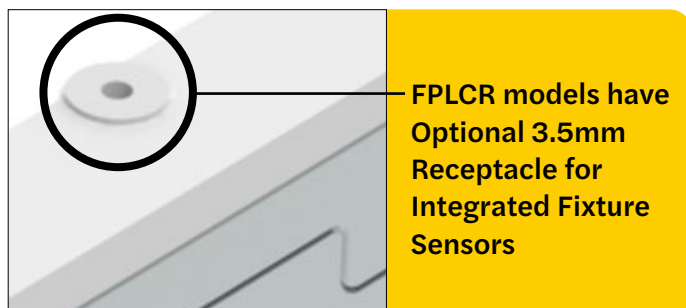 FPLCR models have
Optional 3.5mm
Receptacle for
Integrated Fixture
Sensors